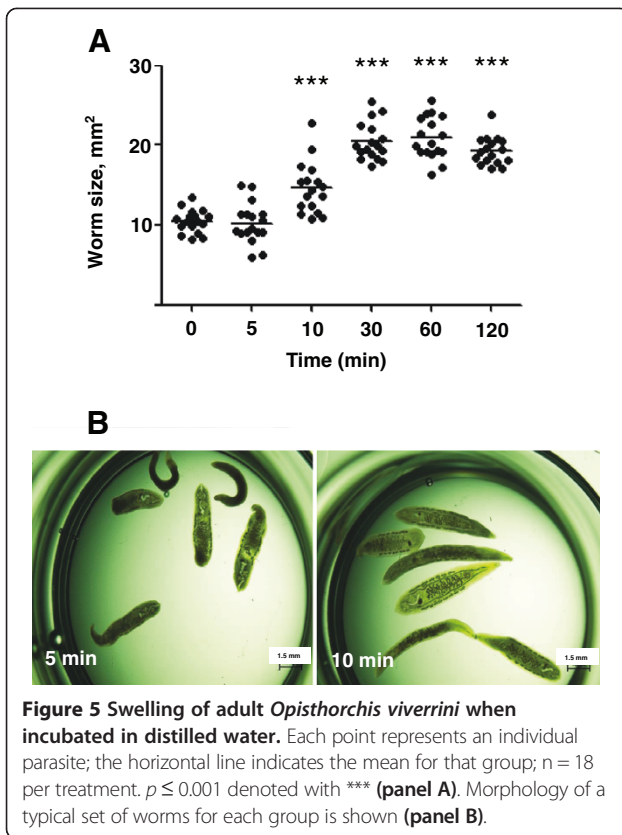 A
Worm size, mm²
30
20
10
*** *** *** ***
0 5 10 30 60 120
Time (min)
B
5 min
1.5 mm
10 min
1.5 mm
Figure 5 Swelling of adult Opisthorchis viverrini when
incubated in distilled water. Each point represents an individual
parasite; the horizontal line indicates the mean for that group; n = 18
per treatment. p ≤ 0.001 denoted with *** (panel A). Morphology of a
typical set of worms for each group is shown (panel B).